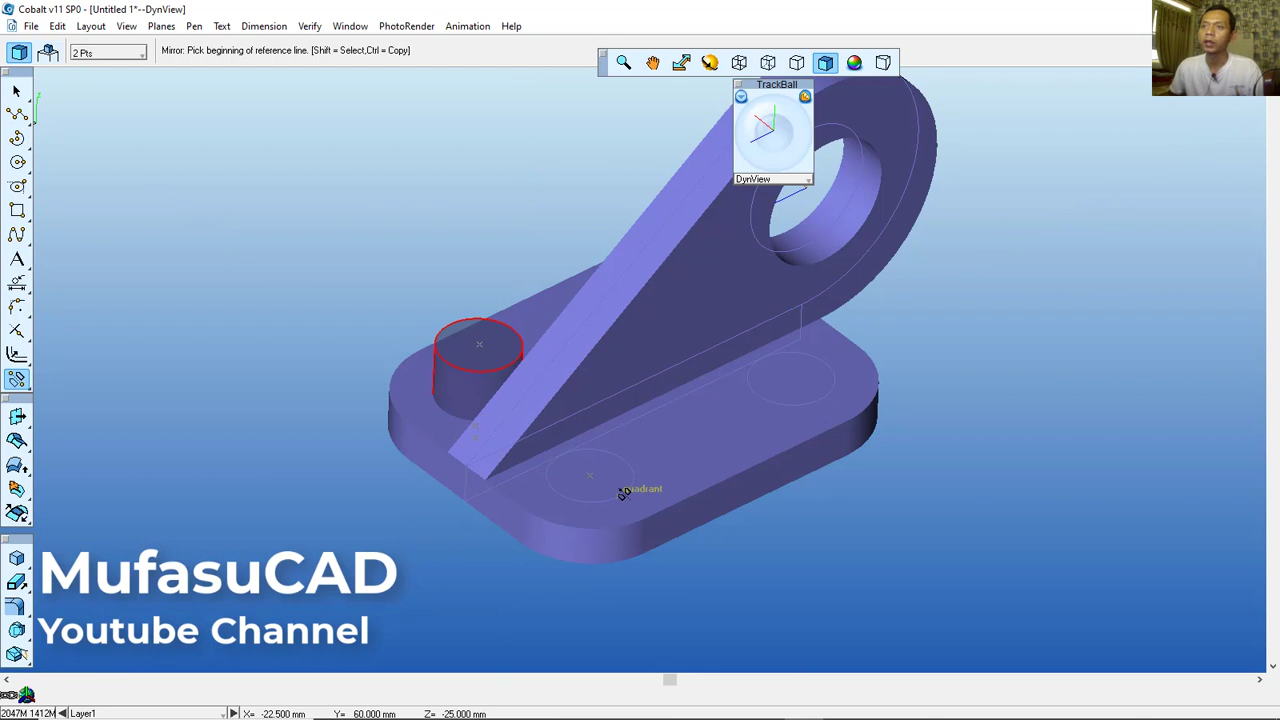 Cobalt v11 SP0 - [Untitled 1*--DynView]
File Edit Layout View Planes Pen Text Dimension Verify Window PhotoRender Animation Help
2 Pts Mirror: Pick beginning of reference line. [Shift = Select,Ctrl = Copy]
TrackBall
DynView
quadrant
MufasuCAD
Youtube Channel
2047M 1412M Layer1 X= -22.500 mm Y= 60.000 mm Z= -25.000 mm